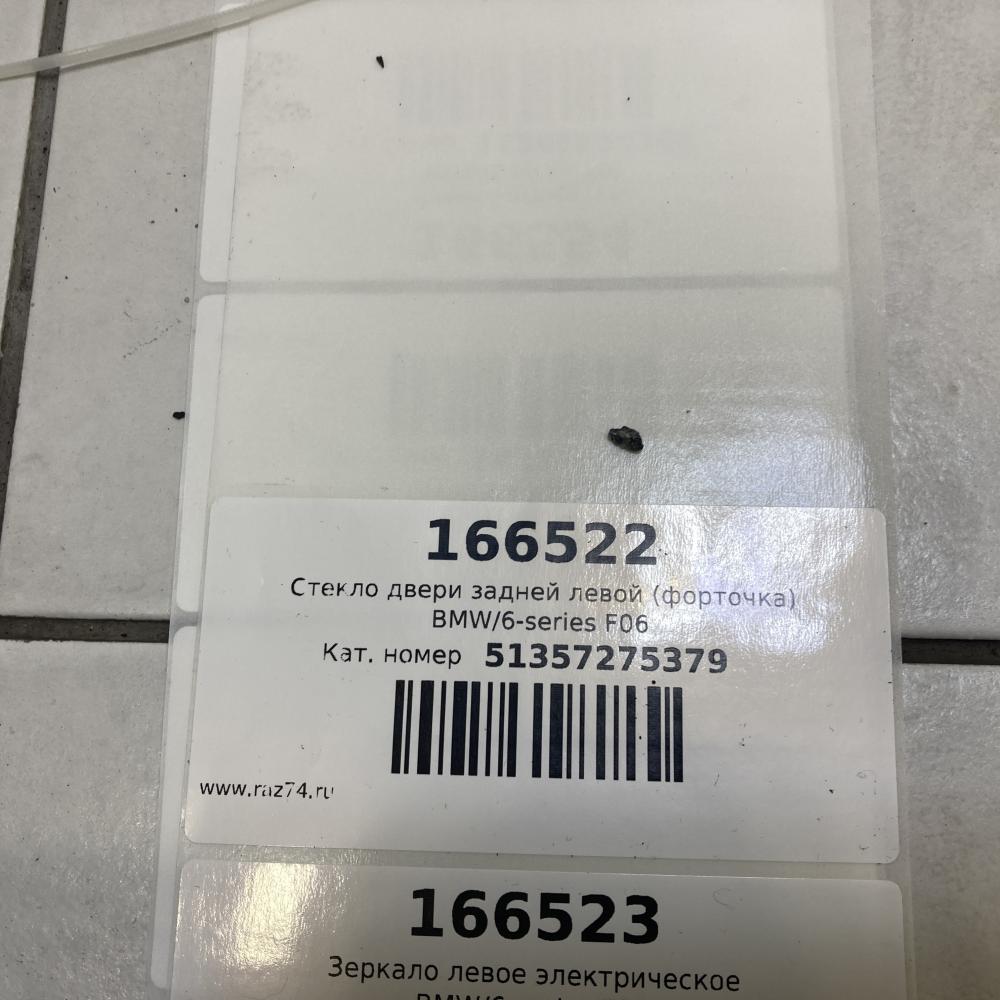 166522
Стекло двери задней левой (форточка)
BMW/6-series F06
Кат. номер 51357275379
www.raz74.ru
166523
Зеркало левое электрическое